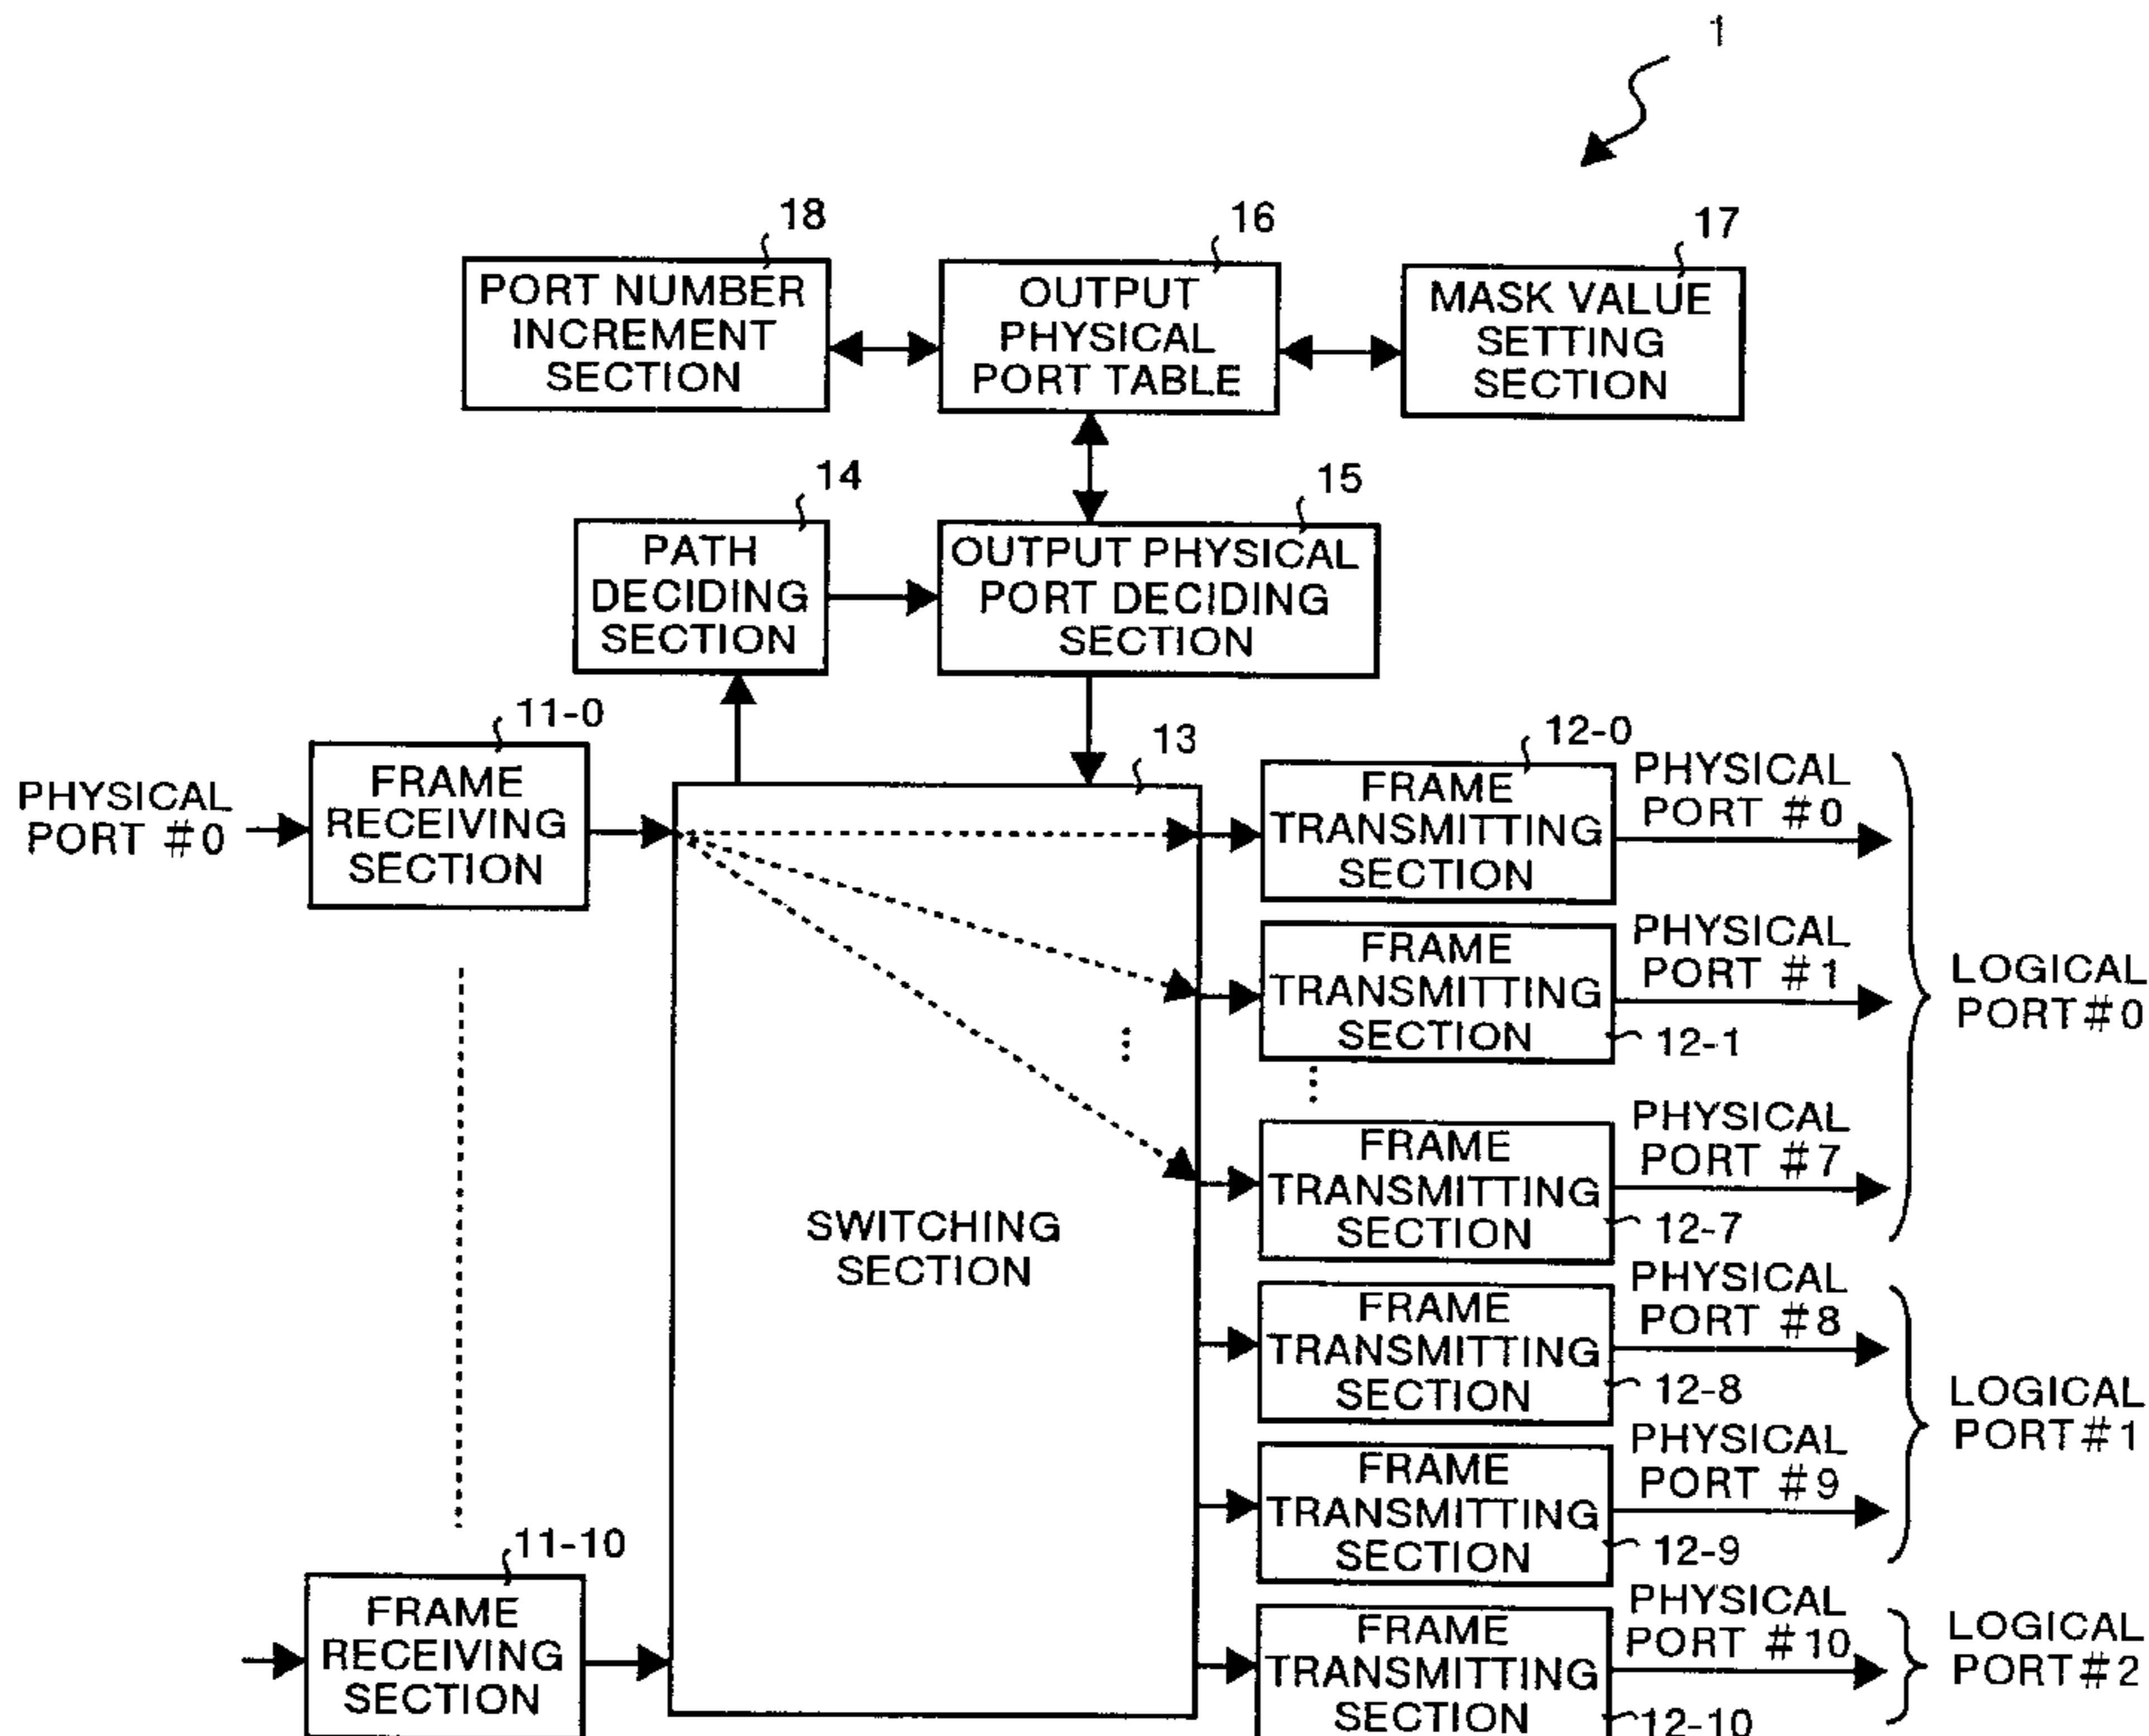 1
18
PORT NUMBER
INCREMENT
SECTION
16
OUTPUT
PHYSICAL
PORT TABLE
17
MASK VALUE
SETTING
SECTION
14
PATH
DECIDING
SECTION
15
OUTPUT PHYSICAL
PORT DECIDING
SECTION
PHYSICAL
PORT #0
11-0
FRAME
RECEIVING
SECTION
13
SWITCHING
SECTION
12-0
FRAME
TRANSMITTING
SECTION
PHYSICAL
PORT #0
FRAME
TRANSMITTING
SECTION
12-1
PHYSICAL
PORT #1
LOGICAL
PORT#0
FRAME
TRANSMITTING
SECTION
12-7
PHYSICAL
PORT #7
FRAME
TRANSMITTING
SECTION
12-8
PHYSICAL
PORT #8
LOGICAL
PORT#1
FRAME
TRANSMITTING
SECTION
12-9
PHYSICAL
PORT #9
11-10
FRAME
RECEIVING
SECTION
FRAME
TRANSMITTING
SECTION
12-10
PHYSICAL
PORT #10
LOGICAL
PORT#2